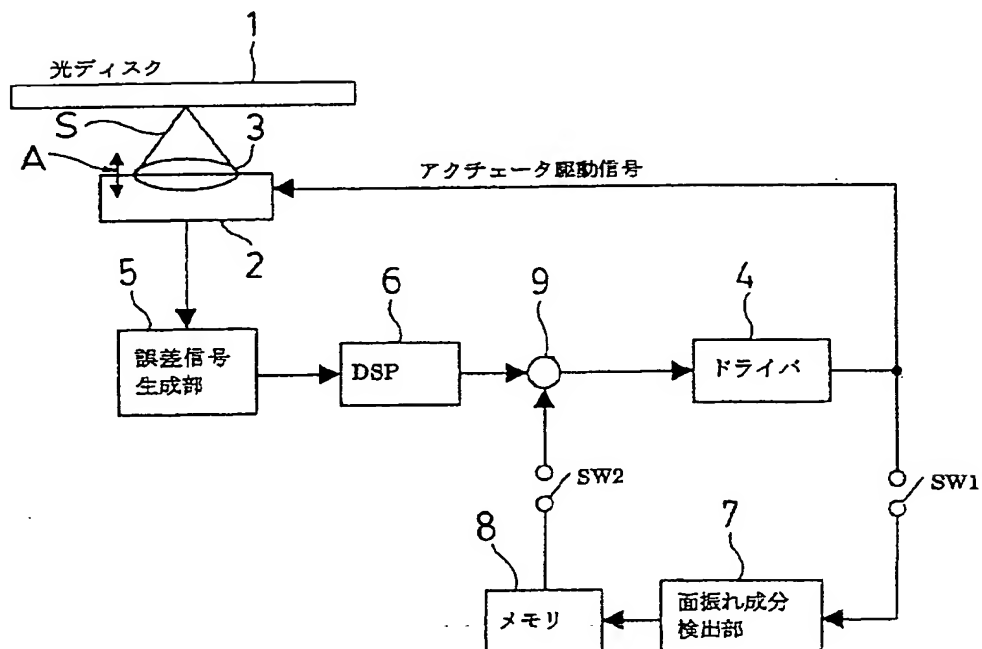 1
光ディスク
S
3
A
アクチェータ駆動信号
2
5
6
9
4
誤差信号
生成部
DSP
ドライバ
SW2
SW1
8
7
メモリ
面振れ成分
検出部